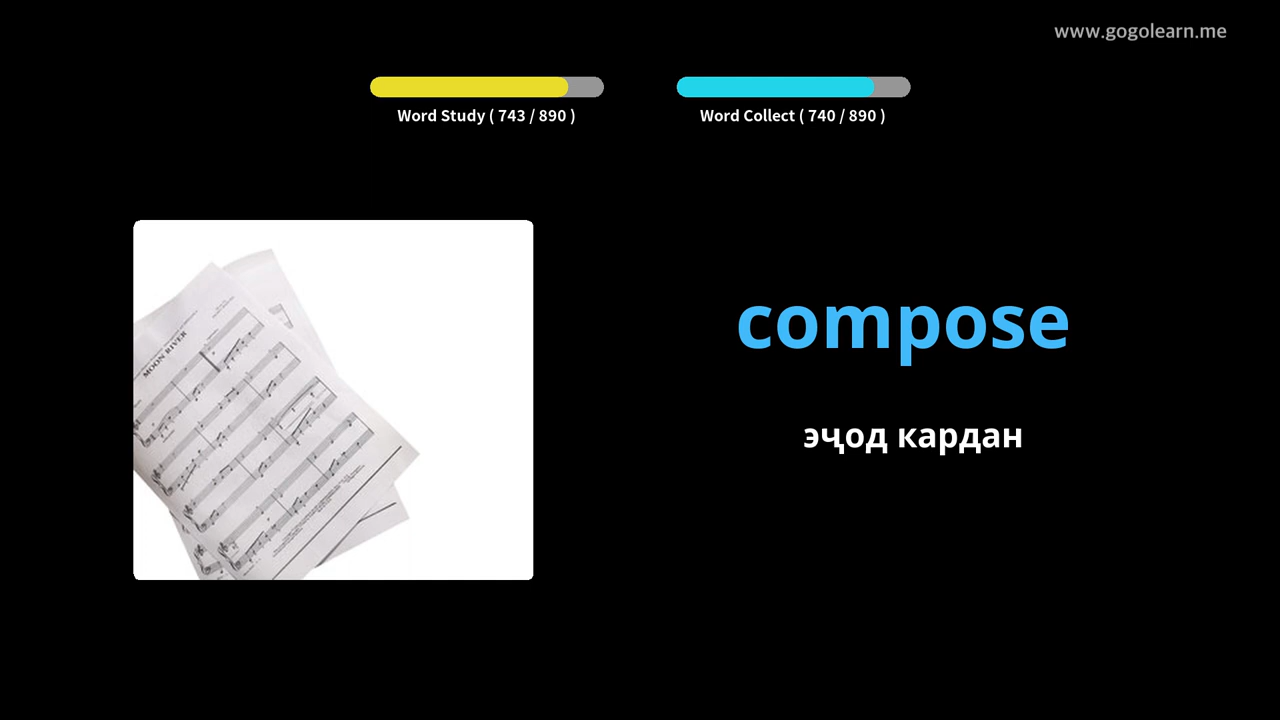 www.gogolearn.me
Word Study ( 743 / 890 )
Word Collect ( 740 / 890 )
MOON RIVER
compose
эҷод кардан